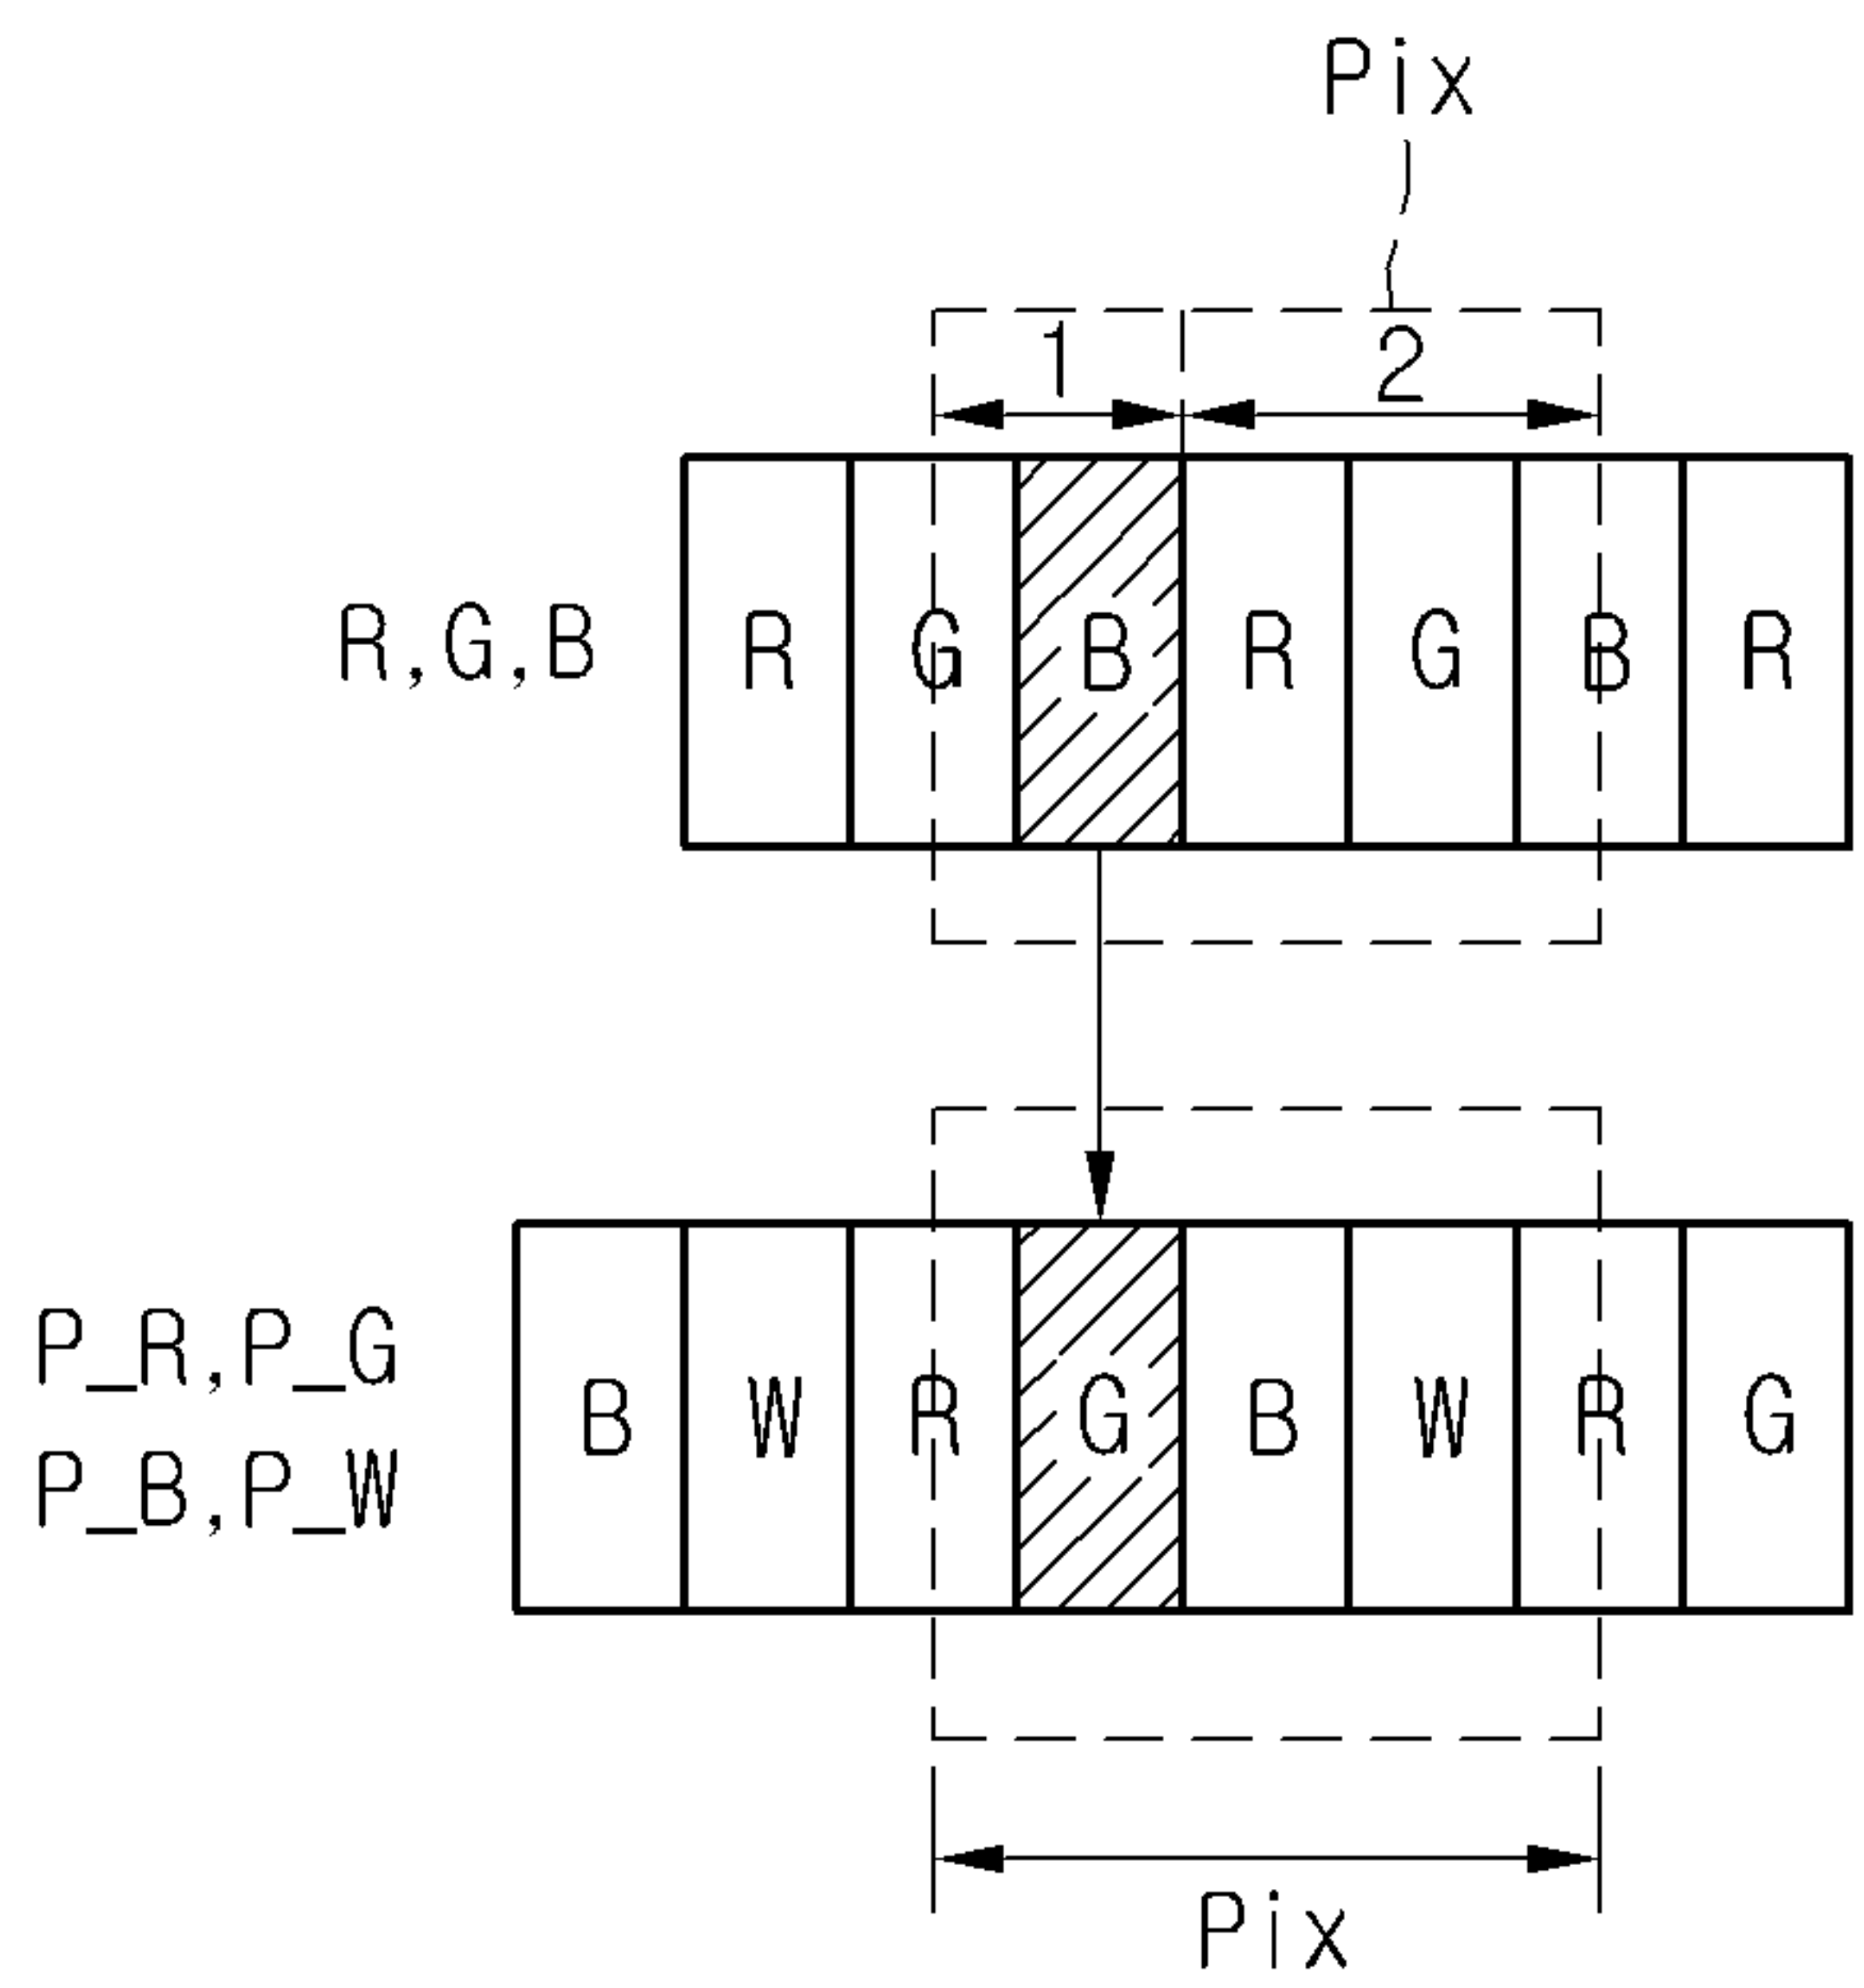 Pix
1 2
R,G,B
R G B R G B R
P_R,P_G
P_B,P_W
B W R G B W R G
Pix